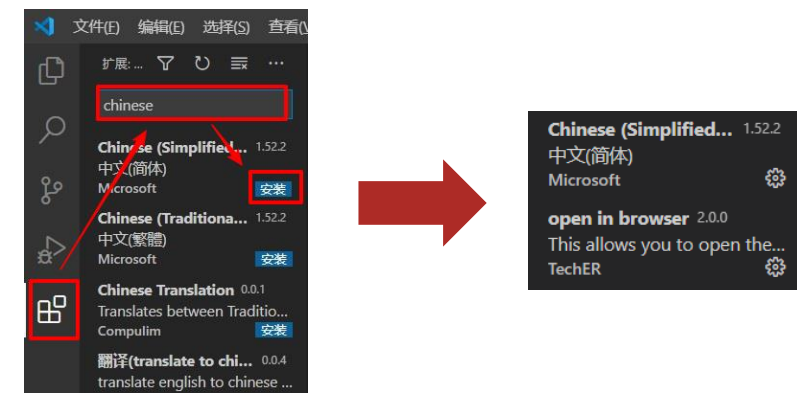 文件(F) 编辑(E) 选择(S) 查看(V
扩展: ...
chinese
Chinese (Simplified... 1.52.2
中文(简体)
Microsoft 安装
Chinese (Traditiona... 1.52.2
中文(繁體)
Microsoft 安装
Chinese Translation 0.0.1
Translates between Traditio...
Compulim 安装
翻译(translate to chi... 0.0.4
translate english to chinese ...
Chinese (Simplified... 1.52.2
中文(简体)
Microsoft
open in browser 2.0.0
This allows you to open the...
TechER